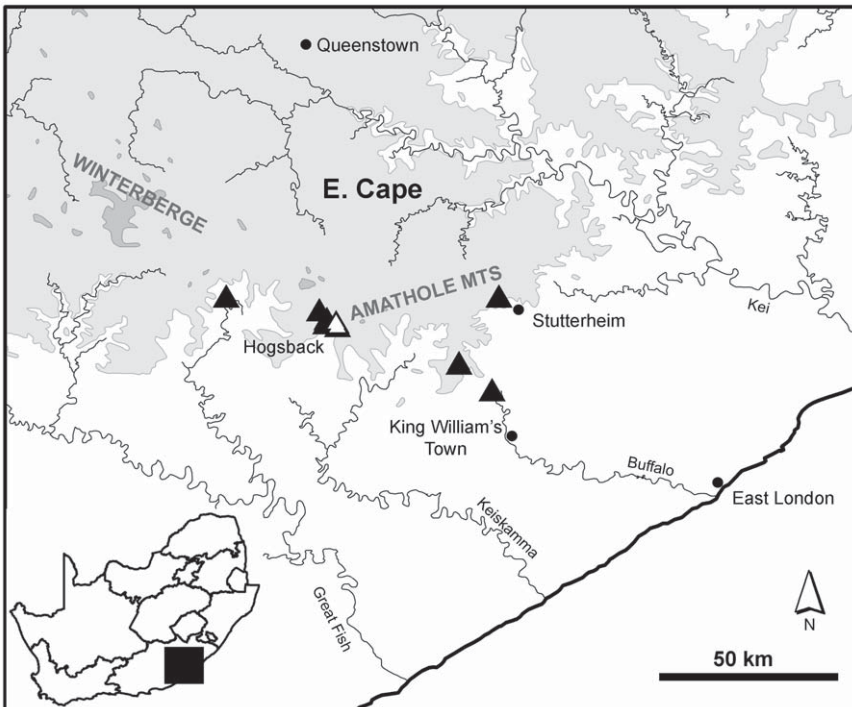 Queenstown
WINTERBERGE
E. Cape
AMATHOLE MTS
Kei
Stutterheim
Hogsback
King William's
Town
Buffalo
East London
Keiskamma
Great Fish
N
50 km